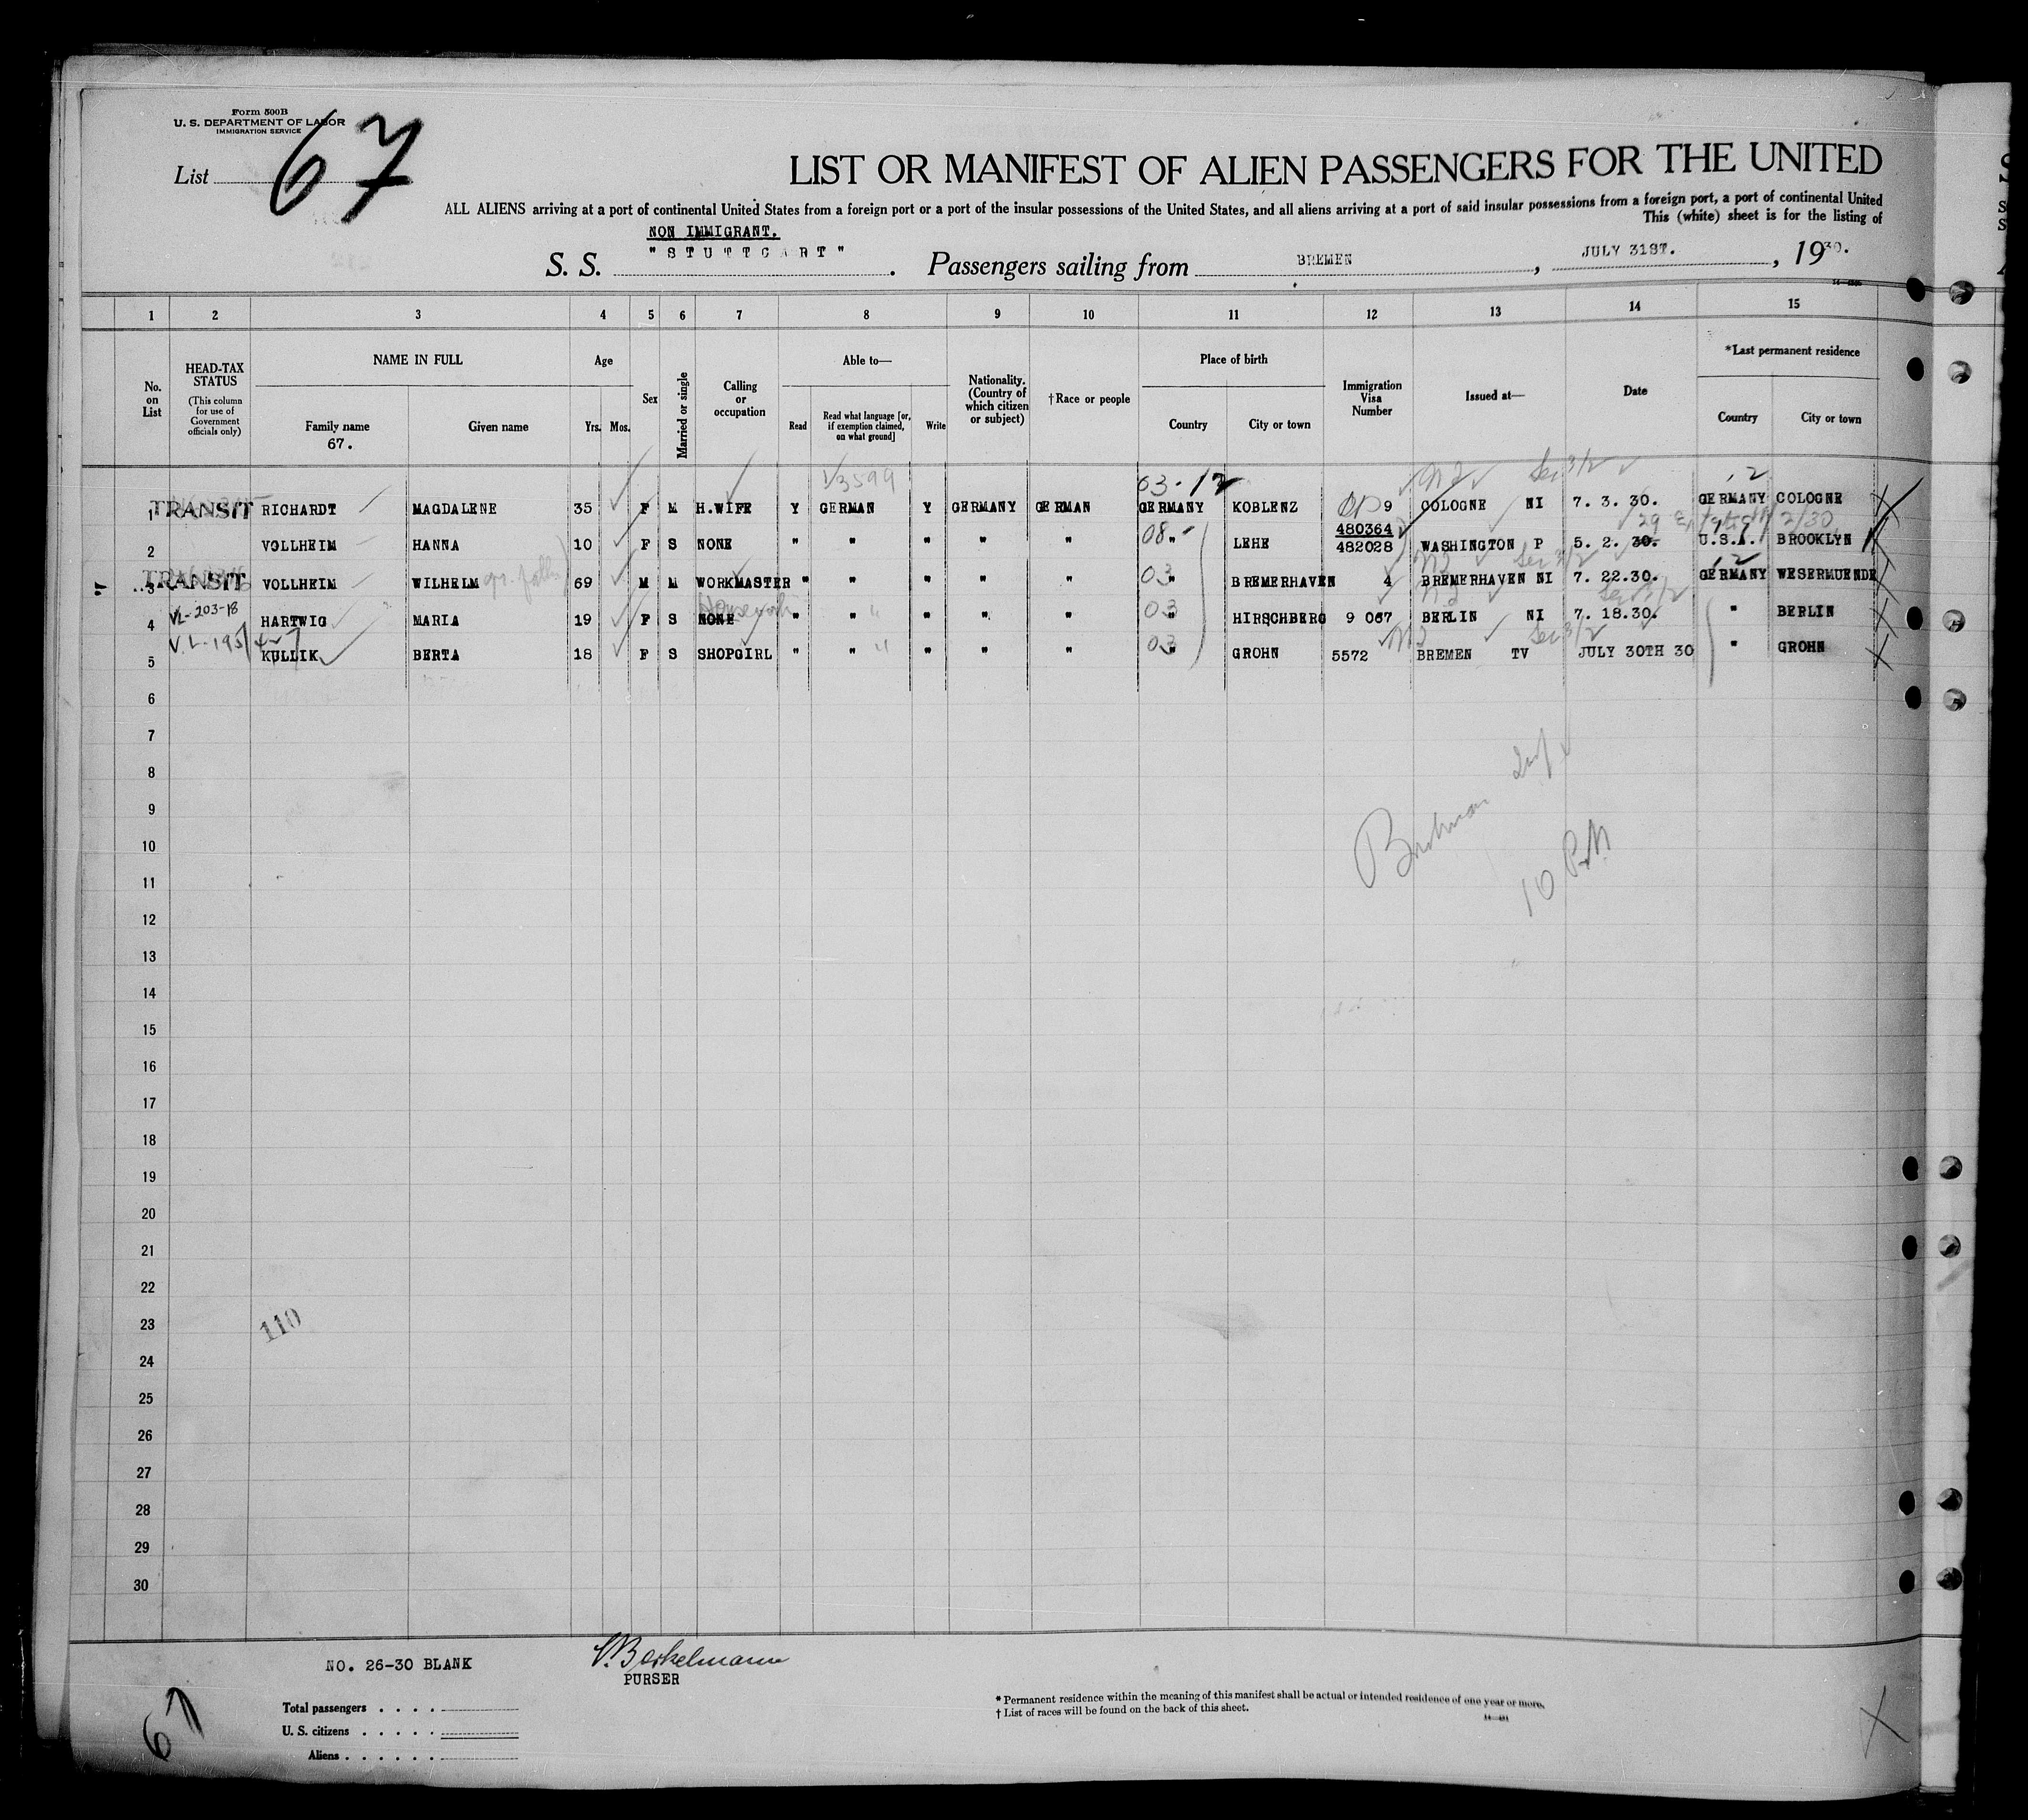 Form 500B
U. S. DEPARTMENT OF LABOR
IMMIGRATION SERVICE
List 67
LIST OR MANIFEST OF ALIEN PASSENGERS FOR THE UNITED
ALL ALIENS arriving at a port of continental United States from a foreign port or a port of the insular possessions of the United States, and all aliens arriving at a port of said insular possessions from a foreign port, a port of continental United
This (white) sheet is for the listing of
NON IMMIGRANT.
S. S. "STUTTGART". Passengers sailing from BREMEN, JULY 31ST., 1930.
1 2 3 4 5 6 7 8 9 10 11 12 13 14 15
No. on List
HEAD-TAX STATUS (This column for use of Government officials only)
NAME IN FULL
Family name
67.
Given name
Age
Yrs. Mos.
Sex
Married or single
Calling or occupation
Able to—
Read
Read what language [or, if exemption claimed, on what ground]
Write
Nationality. (Country of which citizen or subject)
†Race or people
Place of birth
Country
City or town
Immigration Visa Number
Issued at—
Date
*Last permanent residence
Country
City or town
03-12
1 TRANSIT RICHARDT MAGDALENE 35 F M H.WIFE Y GERMAN Y GERMANY GERMAN GERMANY KOBLENZ 9 COLOGNE NI 7. 3. 30. GERMANY COLOGNE
2 VOLLHEIM HANNA 10 F S NONE " " " " " 08- " LEHE 480364 482028 WASHINGTON P 5. 2. 30. 29 U.S.A. BROOKLYN
3 TRANSIT VOLLHEIM WILHELM 69 M M WORKMASTER " " " " " 03 " BREMERHAVEN 4 BREMERHAVEN NI 7. 22.30. GERMANY WESERMUENDE
4 VL-203-18 HARTWIG MARIA 19 F S NONE Housework " " " " " 03 " HIRSCHBERG 9 067 BERLIN NI 7. 18.30. " BERLIN
5 KULLIK BERTA 18 F S SHOPGIRL " " " " " 03 " GROHN 5572 BREMEN TV JULY 30TH 30 " GROHN
6
7
8
9
10
11
12
13
14
15
16
17
18
19
20
21
22
23
110
24
25
26
27
28
29
30
NO. 26-30 BLANK
PURSER
Total passengers . . . .
U. S. citizens . . . . .
Aliens . . . . . .
67
* Permanent residence within the meaning of this manifest shall be actual or intended residence of one year or more.
† List of races will be found on the back of this sheet.